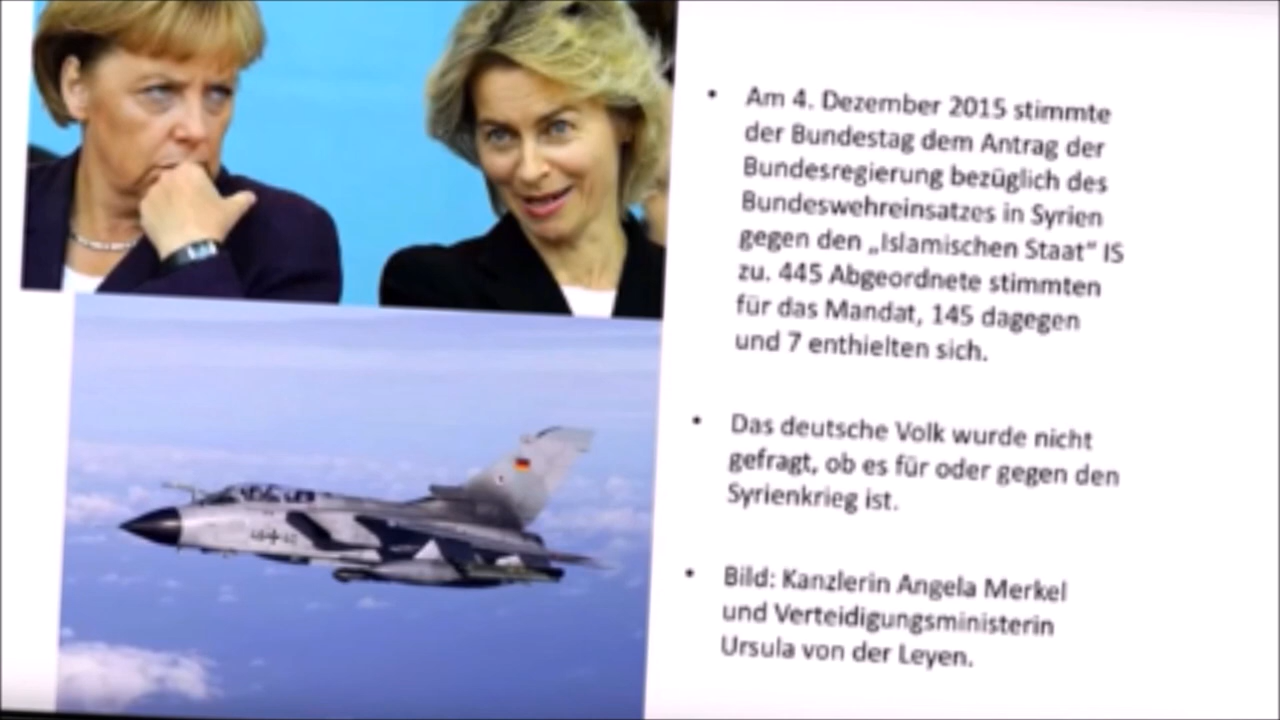 • Am 4. Dezember 2015 stimmte
der Bundestag dem Antrag der
Bundesregierung bezüglich des
Bundeswehreinsatzes in Syrien
gegen den „Islamischen Staat“ IS
zu. 445 Abgeordnete stimmten
für das Mandat, 145 dagegen
und 7 enthielten sich.
• Das deutsche Volk wurde nicht
gefragt, ob es für oder gegen den
Syrienkrieg ist.
• Bild: Kanzlerin Angela Merkel
und Verteidigungsministerin
Ursula von der Leyen.